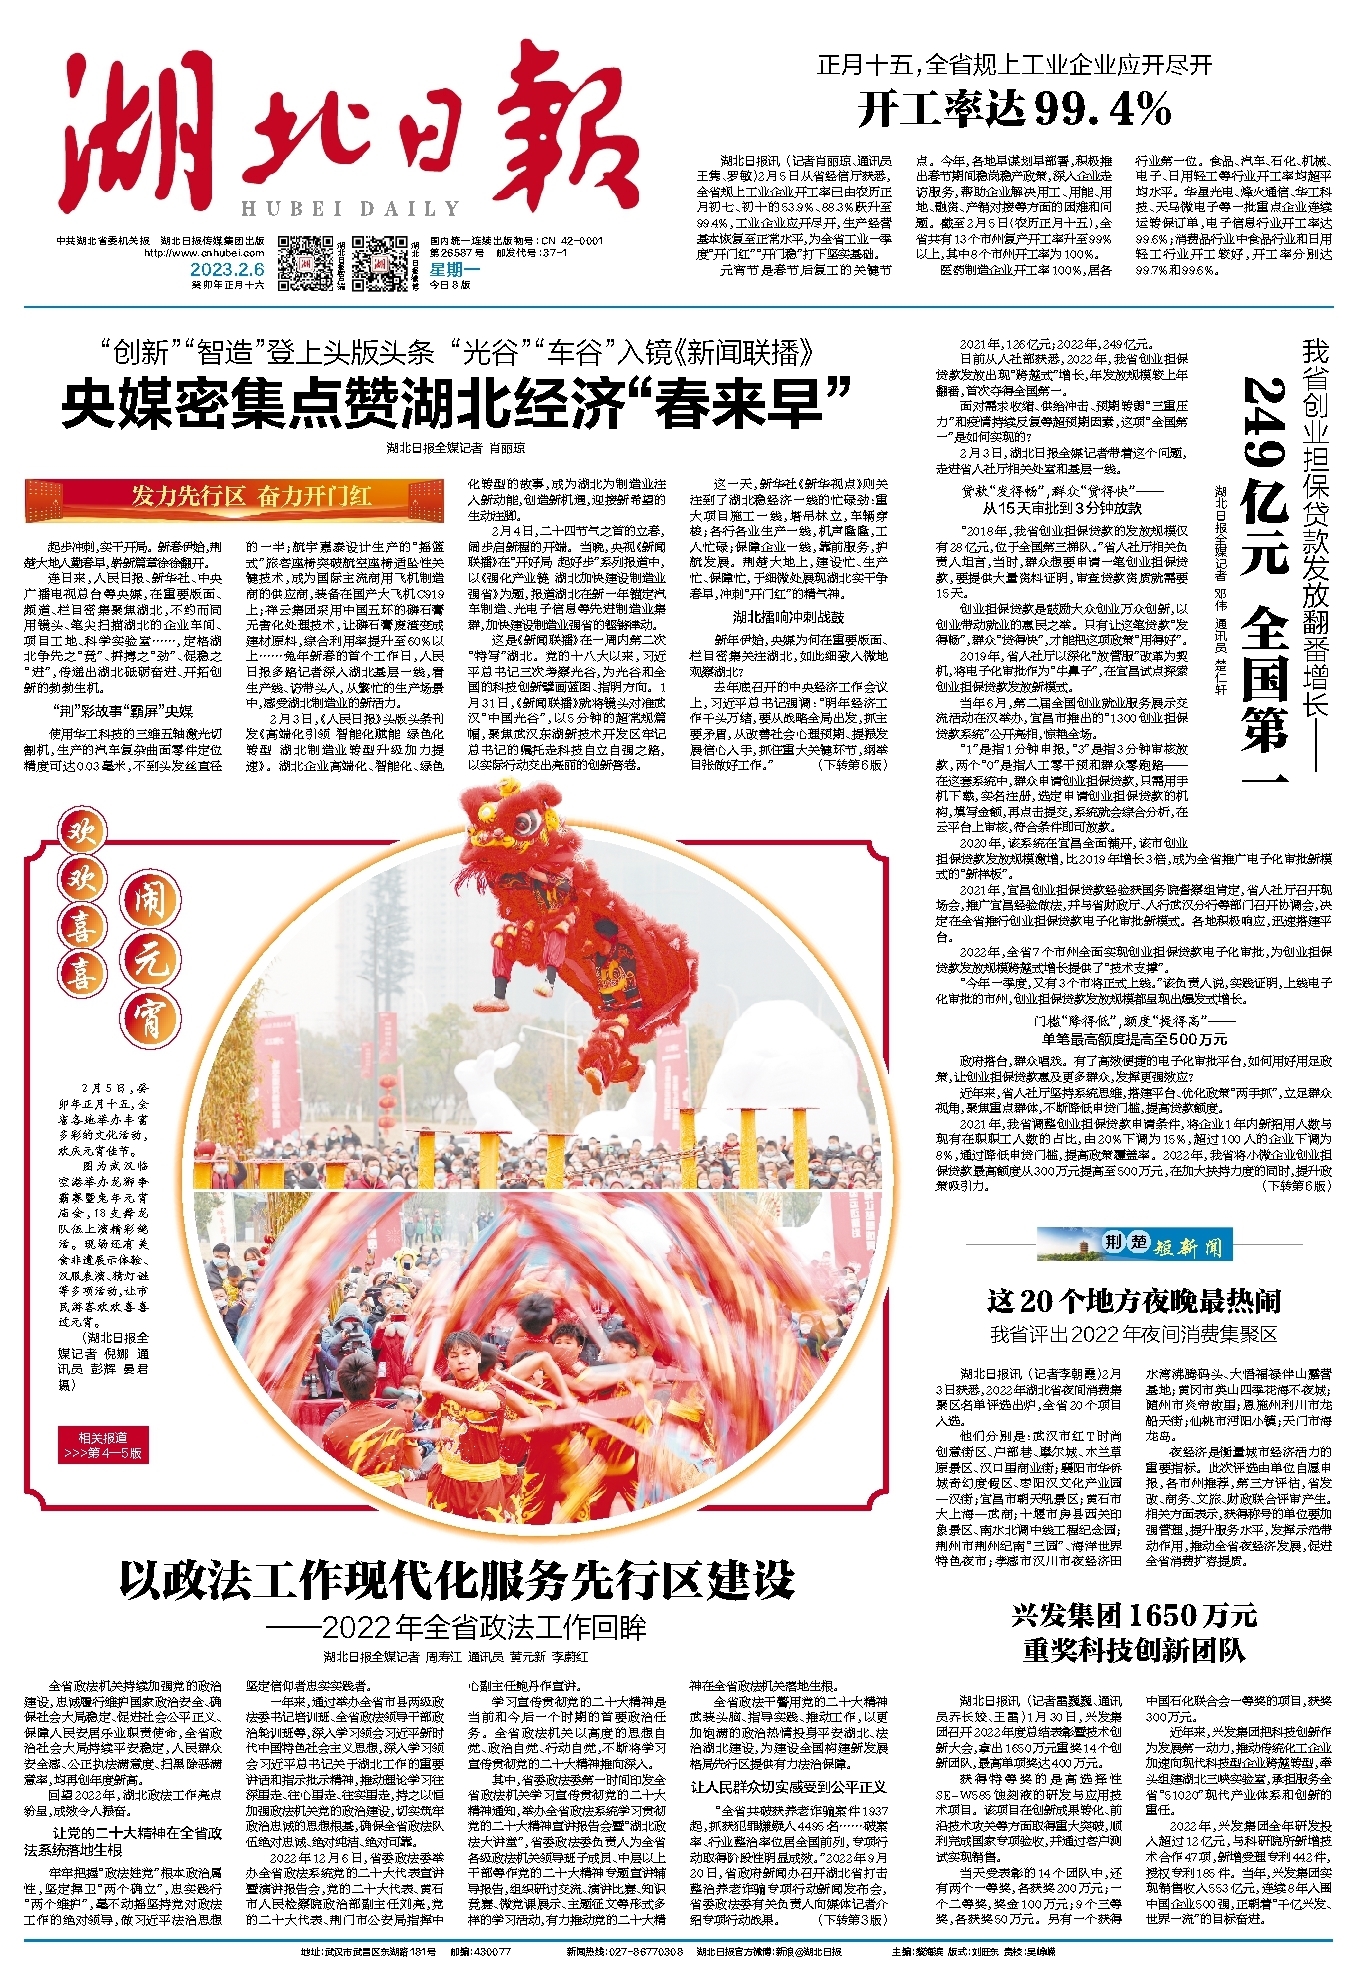 湖北日報
HUBEI DAILY
中共湖北省委机关报 湖北日报传媒集团出版
http://www.cnhubei.com
2023.2.6
癸卯年正月十六
国内统一连续出版物号:CN 42-0001
第26587号 邮发代号:37-1
星期一
今日8版
正月十五,全省规上工业企业应开尽开
开工率达99.4%
湖北日报讯(记者肖丽琼、通讯员
王隽、罗敏)2月5日从省经信厅获悉,
全省规上工业企业开工率已由农历正
月初七、初十的53.9%、88.3%跃升至
99.4%,工业企业应开尽开,生产经营
基本恢复至正常水平,为全省工业一季
度“开门红”“开门稳”打下坚实基础。
元宵节是春节后复工的关键节
点。今年,各地早谋划早部署,积极推
出春节期间稳岗稳产政策,深入企业走
访服务,帮助企业解决用工、用能、用
地、融资、产销对接等方面的困难和问
题。截至2月5日(农历正月十五),全
省共有13个市州复产开工率升至99%
以上,其中8个市州开工率为100%。
医药制造企业开工率100%,居各
行业第一位。食品、汽车、石化、机械、
电子、日用轻工等行业开工率均超平
均水平。华星光电、烽火通信、华工科
技、天马微电子等一批重点企业连续
运转保订单,电子信息行业开工率达
99.6%;消费品行业中食品行业和日用
轻工行业开工较好,开工率分别达
99.7%和99.6%。
“创新”“智造”登上头版头条 “光谷”“车谷”入镜《新闻联播》
央媒密集点赞湖北经济“春来早”
湖北日报全媒记者 肖丽琼
发力先行区 奋力开门红
起步冲刺,实干开局。新春伊始,荆
楚大地人勤春早,崭新篇章徐徐翻开。
连日来,人民日报、新华社、中央
广播电视总台等央媒,在重要版面、
频道、栏目密集聚焦湖北,不约而同
用镜头、笔尖扫描湖北的企业车间、
项目工地、科学实验室……,定格湖
北争先之“竞”、拼搏之“劲”、促稳之
“进”,传递出湖北砥砺奋进、开拓创
新的勃勃生机。
“荆”彩故事“霸屏”央媒
使用华工科技的三维五轴激光切
割机,生产的汽车复杂曲面零件定位
精度可达0.03毫米,不到头发丝直径
的一半;航宇嘉泰设计生产的“摇篮
式”旅客座椅突破航空座椅适坠性关
键技术,成为国际主流商用飞机制造
商的供应商,装备在国产大飞机C919
上;祥云集团采用中国五环的磷石膏
无害化处理技术,让磷石膏废渣变成
建材原料,综合利用率提升至60%以
上……兔年新春的首个工作日,人民
日报多路记者深入湖北基层一线,看
生产线、访带头人,从繁忙的生产场景
中,感受湖北制造业的新活力。
2月3日,《人民日报》头版头条刊
发《高端化引领 智能化赋能 绿色化
转型 湖北制造业转型升级加力提
速》。湖北企业高端化、智能化、绿色
化转型的故事,成为湖北为制造业注
入新动能,创造新机遇,迎接新希望的
生动注脚。
2月4日,二十四节气之首的立春,
阔步启新程的开端。当晚,央视《新闻
联播》在“开好局 起好步”系列报道中,
以《强化产业链 湖北加快建设制造业
强省》为题,报道湖北在新一年锚定汽
车制造、光电子信息等先进制造业集
群,加快建设制造业强省的铿锵律动。
这是《新闻联播》在一周内第二次
“特写”湖北。党的十八大以来,习近
平总书记三次考察光谷,为光谷和全
国的科技创新擘画蓝图、指明方向。1
月31日,《新闻联播》就将镜头对准武
汉“中国光谷”,以5分钟的超常规篇
幅,聚焦武汉东湖新技术开发区牢记
总书记的嘱托走科技自立自强之路,
以实际行动交出亮丽的创新答卷。
这一天,新华社《新华视点》则关
注到了湖北稳经济一线的忙碌劲:重
大项目施工一线,塔吊林立,车辆穿
梭;各行各业生产一线,机声隆隆,工
人忙碌;保障企业一线,靠前服务,护
航发展。荆楚大地上,建设忙、生产
忙、保障忙,于细微处展现湖北实干争
春早,冲刺“开门红”的精气神。
湖北擂响冲刺战鼓
新年伊始,央媒为何在重要版面、
栏目密集关注湖北,如此细致入微地
观察湖北?
去年底召开的中央经济工作会议
上,习近平总书记强调:“明年经济工
作千头万绪,要从战略全局出发,抓主
要矛盾,从改善社会心理预期、提振发
展信心入手,抓住重大关键环节,纲举
目张做好工作。” (下转第6版)
我省创业担保贷款发放翻番增长——
249亿元 全国第一
湖北日报全媒记者 邓伟 通讯员 楚仁轩
2021年,126亿元;2022年,249亿元。
日前从人社部获悉,2022年,我省创业担保
贷款发放出现“跨越式”增长,年发放规模较上年
翻番,首次夺得全国第一。
面对需求收缩、供给冲击、预期转弱“三重压
力”和疫情持续反复等超预期因素,这项“全国第
一”是如何实现的?
2月3日,湖北日报全媒记者带着这个问题,
走进省人社厅相关处室和基层一线。
贷款“发得畅”,群众“贷得快”——
从15天审批到3分钟放款
“2018年,我省创业担保贷款的发放规模仅
有28亿元,位于全国第三梯队。”省人社厅相关负
责人坦言,当时,群众想要申请一笔创业担保贷
款,要提供大量资料证明,审查贷款资质就需要
15天。
创业担保贷款是鼓励大众创业万众创新,以
创业带动就业的惠民之举。只有让这笔贷款“发
得畅”,群众“贷得快”,才能把这项政策“用得好”。
2019年,省人社厅以深化“放管服”改革为契
机,将电子化审批作为“牛鼻子”,在宜昌试点探索
创业担保贷款发放新模式。
当年6月,第二届全国创业就业服务展示交
流活动在汉举办,宜昌市推出的“1300创业担保
贷款系统”公开亮相,惊艳全场。
“1”是指1分钟申报,“3”是指3分钟审核放
款,两个“0”是指人工零干预和群众零跑路——
在这套系统中,群众申请创业担保贷款,只需用手
机下载,实名注册,选定申请创业担保贷款的机
构,填写金额,再点击提交,系统就会综合分析,在
云平台上审核,符合条件即可放款。
2020年,该系统在宜昌全面铺开,该市创业
担保贷款发放规模激增,比2019年增长3倍,成为全省推广电子化审批新模
式的“新样板”。
2021年,宜昌创业担保贷款经验获国务院督察组肯定,省人社厅召开现
场会,推广宜昌经验做法,并与省财政厅、人行武汉分行等部门召开协调会,决
定在全省推行创业担保贷款电子化审批新模式。各地积极响应,迅速搭建平
台。
2022年,全省7个市州全面实现创业担保贷款电子化审批,为创业担保
贷款发放规模跨越式增长提供了“技术支撑”。
“今年一季度,又有3个市将正式上线。”该负责人说,实践证明,上线电子
化审批的市州,创业担保贷款发放规模都呈现出爆发式增长。
门槛“降得低”,额度“提得高”——
单笔最高额度提高至500万元
政府搭台,群众唱戏。有了高效便捷的电子化审批平台,如何用好用足政
策,让创业担保贷款惠及更多群众,发挥更强效应?
近年来,省人社厅坚持系统思维,搭建平台、优化政策“两手抓”,立足群众
视角,聚焦重点群体,不断降低申贷门槛,提高贷款额度。
2021年,我省调整创业担保贷款申请条件,将企业1年内新招用人数与
现有在职职工人数的占比,由20%下调为15%,超过100人的企业下调为
8%,通过降低申贷门槛,提高政策覆盖率。2022年,我省将小微企业创业担
保贷款最高额度从300万元提高至500万元,在加大扶持力度的同时,提升政
策吸引力。 (下转第6版)
欢欢喜喜
闹元宵
2月5日,癸
卯年正月十五,全
省各地举办丰富
多彩的文化活动,
欢庆元宵佳节。
图为武汉临
空港举办龙狮争
霸赛暨兔年元宵
庙会,18支舞龙
队伍上演精彩绝
活。现场还有美
食非遗展示体验、
汉服表演、猜灯谜
等多项活动,让市
民游客欢欢喜喜
过元宵。
(湖北日报全
媒记者 倪娜 通
讯员 彭辉 晏君
摄)
相关报道
>>>第4—5版
荆楚短新闻
这20个地方夜晚最热闹
我省评出2022年夜间消费集聚区
湖北日报讯(记者李朝霞)2月
3日获悉,2022年湖北省夜间消费集
聚区名单评选出炉,全省20个项目
入选。
他们分别是:武汉市红T时尚
创意街区、户部巷、摩尔城、木兰草
原景区、汉口里商业街;襄阳市华侨
城奇幻度假区、枣阳汉文化产业园
—汉街;宜昌市朝天吼景区;黄石市
大上海—武商;十堰市房县西关印
象景区、南水北调中线工程纪念园;
荆州市荆州纪南“三园”、海洋世界
特色夜市;孝感市汉川市夜经济田
水湾沸腾码头、大悟福禄伴山露营
基地;黄冈市英山四季花海不夜城;
随州市炎帝故里;恩施州利川市龙
船天街;仙桃市沔阳小镇;天门市海
龙岛。
夜经济是衡量城市经济活力的
重要指标。此次评选由单位自愿申
报,各市州推荐,第三方评估,省发
改、商务、文旅、财政联合评审产生。
相关方面表示,获得称号的单位要加
强管理,提升服务水平,发挥示范带
动作用,推动全省夜经济发展,促进
全省消费扩容提质。
兴发集团1650万元
重奖科技创新团队
湖北日报讯(记者雷巍巍、通讯
员乔长姣、王雷)1月30日,兴发集
团召开2022年度总结表彰暨技术创
新大会,拿出1650万元重奖14个创
新团队,最高单项奖达400万元。
获得特等奖的是高选择性
SE-W585蚀刻液的研发与应用技
术项目。该项目在创新成果转化、前
沿技术攻关等方面取得重大突破,顺
利完成国家专项验收,并通过客户测
试实现销售。
当天受表彰的14个团队中,还
有两个一等奖,各获奖200万元;一
个二等奖,奖金100万元;9个三等
奖,各获奖50万元。另有一个获得
中国石化联合会一等奖的项目,获奖
300万元。
近年来,兴发集团把科技创新作
为发展第一动力,推动传统化工企业
加速向现代科技型企业跨越转型,牵
头组建湖北三峡实验室,承担服务全
省“51020”现代产业体系和创新的
重任。
2022年,兴发集团全年研发投
入超过12亿元,与科研院所新增技
术合作47项,新增受理专利442件,
授权专利185件。当年,兴发集团实
现销售收入553亿元,连续8年入围
中国企业500强,正朝着“千亿兴发、
世界一流”的目标奋进。
以政法工作现代化服务先行区建设
——2022年全省政法工作回眸
湖北日报全媒记者 周寿江 通讯员 黄元新 李蔚红
全省政法机关持续加强党的政治
建设,忠诚履行维护国家政治安全、确
保社会大局稳定、促进社会公平正义、
保障人民安居乐业职责使命,全省政
治社会大局持续平安稳定,人民群众
安全感、公正执法满意度、扫黑除恶满
意率,均再创年度新高。
回望2022年,湖北政法工作亮点
纷呈,成效令人振奋。
让党的二十大精神在全省政
法系统落地生根
牢牢把握“政法姓党”根本政治属
性,坚定捍卫“两个确立”,忠实践行
“两个维护”,毫不动摇坚持党对政法
工作的绝对领导,做习近平法治思想
坚定信仰者忠实实践者。
一年来,通过举办全省市县两级政
法委书记培训班、全省政法领导干部政
治轮训班等,深入学习领会习近平新时
代中国特色社会主义思想,深入学习领
会习近平总书记关于湖北工作的重要
讲话和指示批示精神,推动理论学习往
深里走、往心里走、往实里走,持之以恒
加强政法机关党的政治建设,切实筑牢
政治忠诚的思想根基,确保全省政法队
伍绝对忠诚、绝对纯洁、绝对可靠。
2022年12月6日,省委政法委举
办全省政法系统党的二十大代表宣讲
暨演讲报告会,党的二十大代表、黄石
市人民检察院政治部副主任刘亮,党
的二十大代表、荆门市公安局指挥中
心副主任鲍丹作宣讲。
学习宣传贯彻党的二十大精神是
当前和今后一个时期的首要政治任
务。全省政法机关以高度的思想自
觉、政治自觉、行动自觉,不断将学习
宣传贯彻党的二十大精神推向深入。
其中,省委政法委第一时间印发全
省政法机关学习宣传贯彻党的二十大
精神通知,举办全省政法系统学习贯彻
党的二十大精神宣讲报告会暨“湖北政
法大讲堂”,省委政法委负责人为全省
各级政法机关领导班子成员、中层以上
干部等作党的二十大精神专题宣讲辅
导报告,组织研讨交流、演讲比赛、知识
竞赛、微党课展示、主题征文等形式多
样的学习活动,有力推动党的二十大精
神在全省政法机关落地生根。
全省政法干警用党的二十大精神
武装头脑、指导实践、推动工作,以更
加饱满的政治热情投身平安湖北、法
治湖北建设,为建设全国构建新发展
格局先行区提供有力法治保障。
让人民群众切实感受到公平正义
“全省共破获养老诈骗案件1937
起,抓获犯罪嫌疑人4495名……破案
率、行业整治率位居全国前列,专项行
动取得阶段性明显成效。”2022年9月
20日,省政府新闻办召开湖北省打击
整治养老诈骗专项行动新闻发布会,
省委政法委有关负责人向媒体记者介
绍专项行动成果。 (下转第3版)
地址:武汉市武昌区东湖路181号 邮编:430077 新闻热线:027-86770308 湖北日报官方微博:新浪@湖北日报